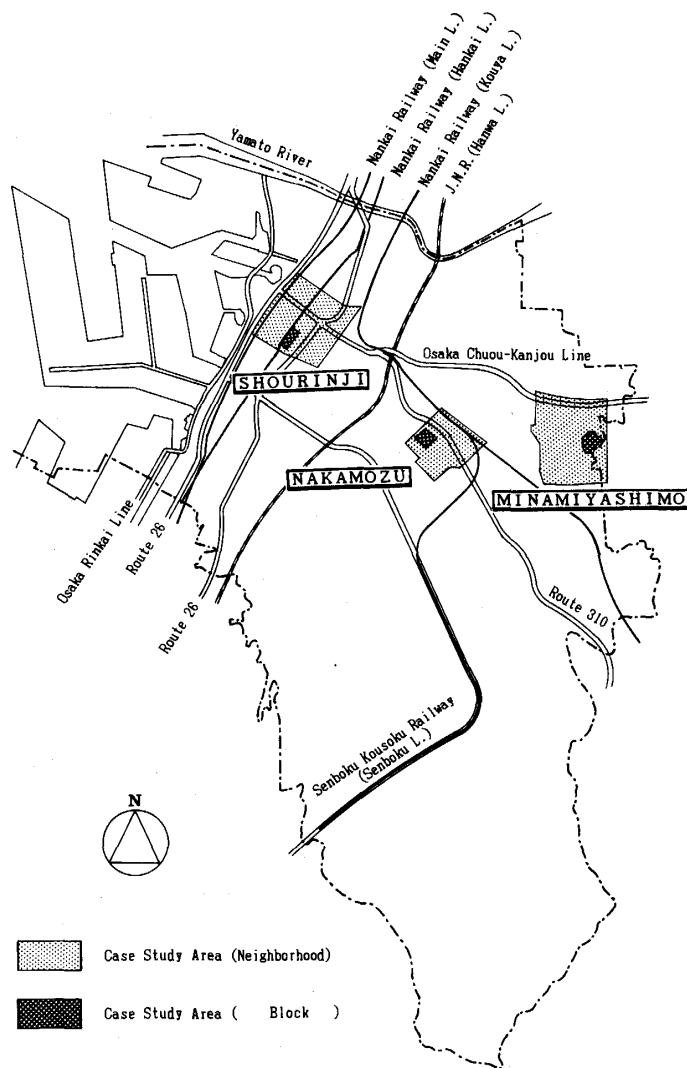 Nankai Railway (Main L.)
Nankai Railway (Hankai L.)
Nankai Railway (Kouya L.)
J.N.R. (Hanwa L.)
Yamato River
Osaka Chuou-Kanjou Line
SHOURINJI
NAKAMOZU
MINAMIYASHIMO
Osaka Rinkai Line
Route 26
Route 26
Route 310
Senboku Kousoku Railway
(Senboku L.)
N
Case Study Area (Neighborhood)
Case Study Area ( Block )